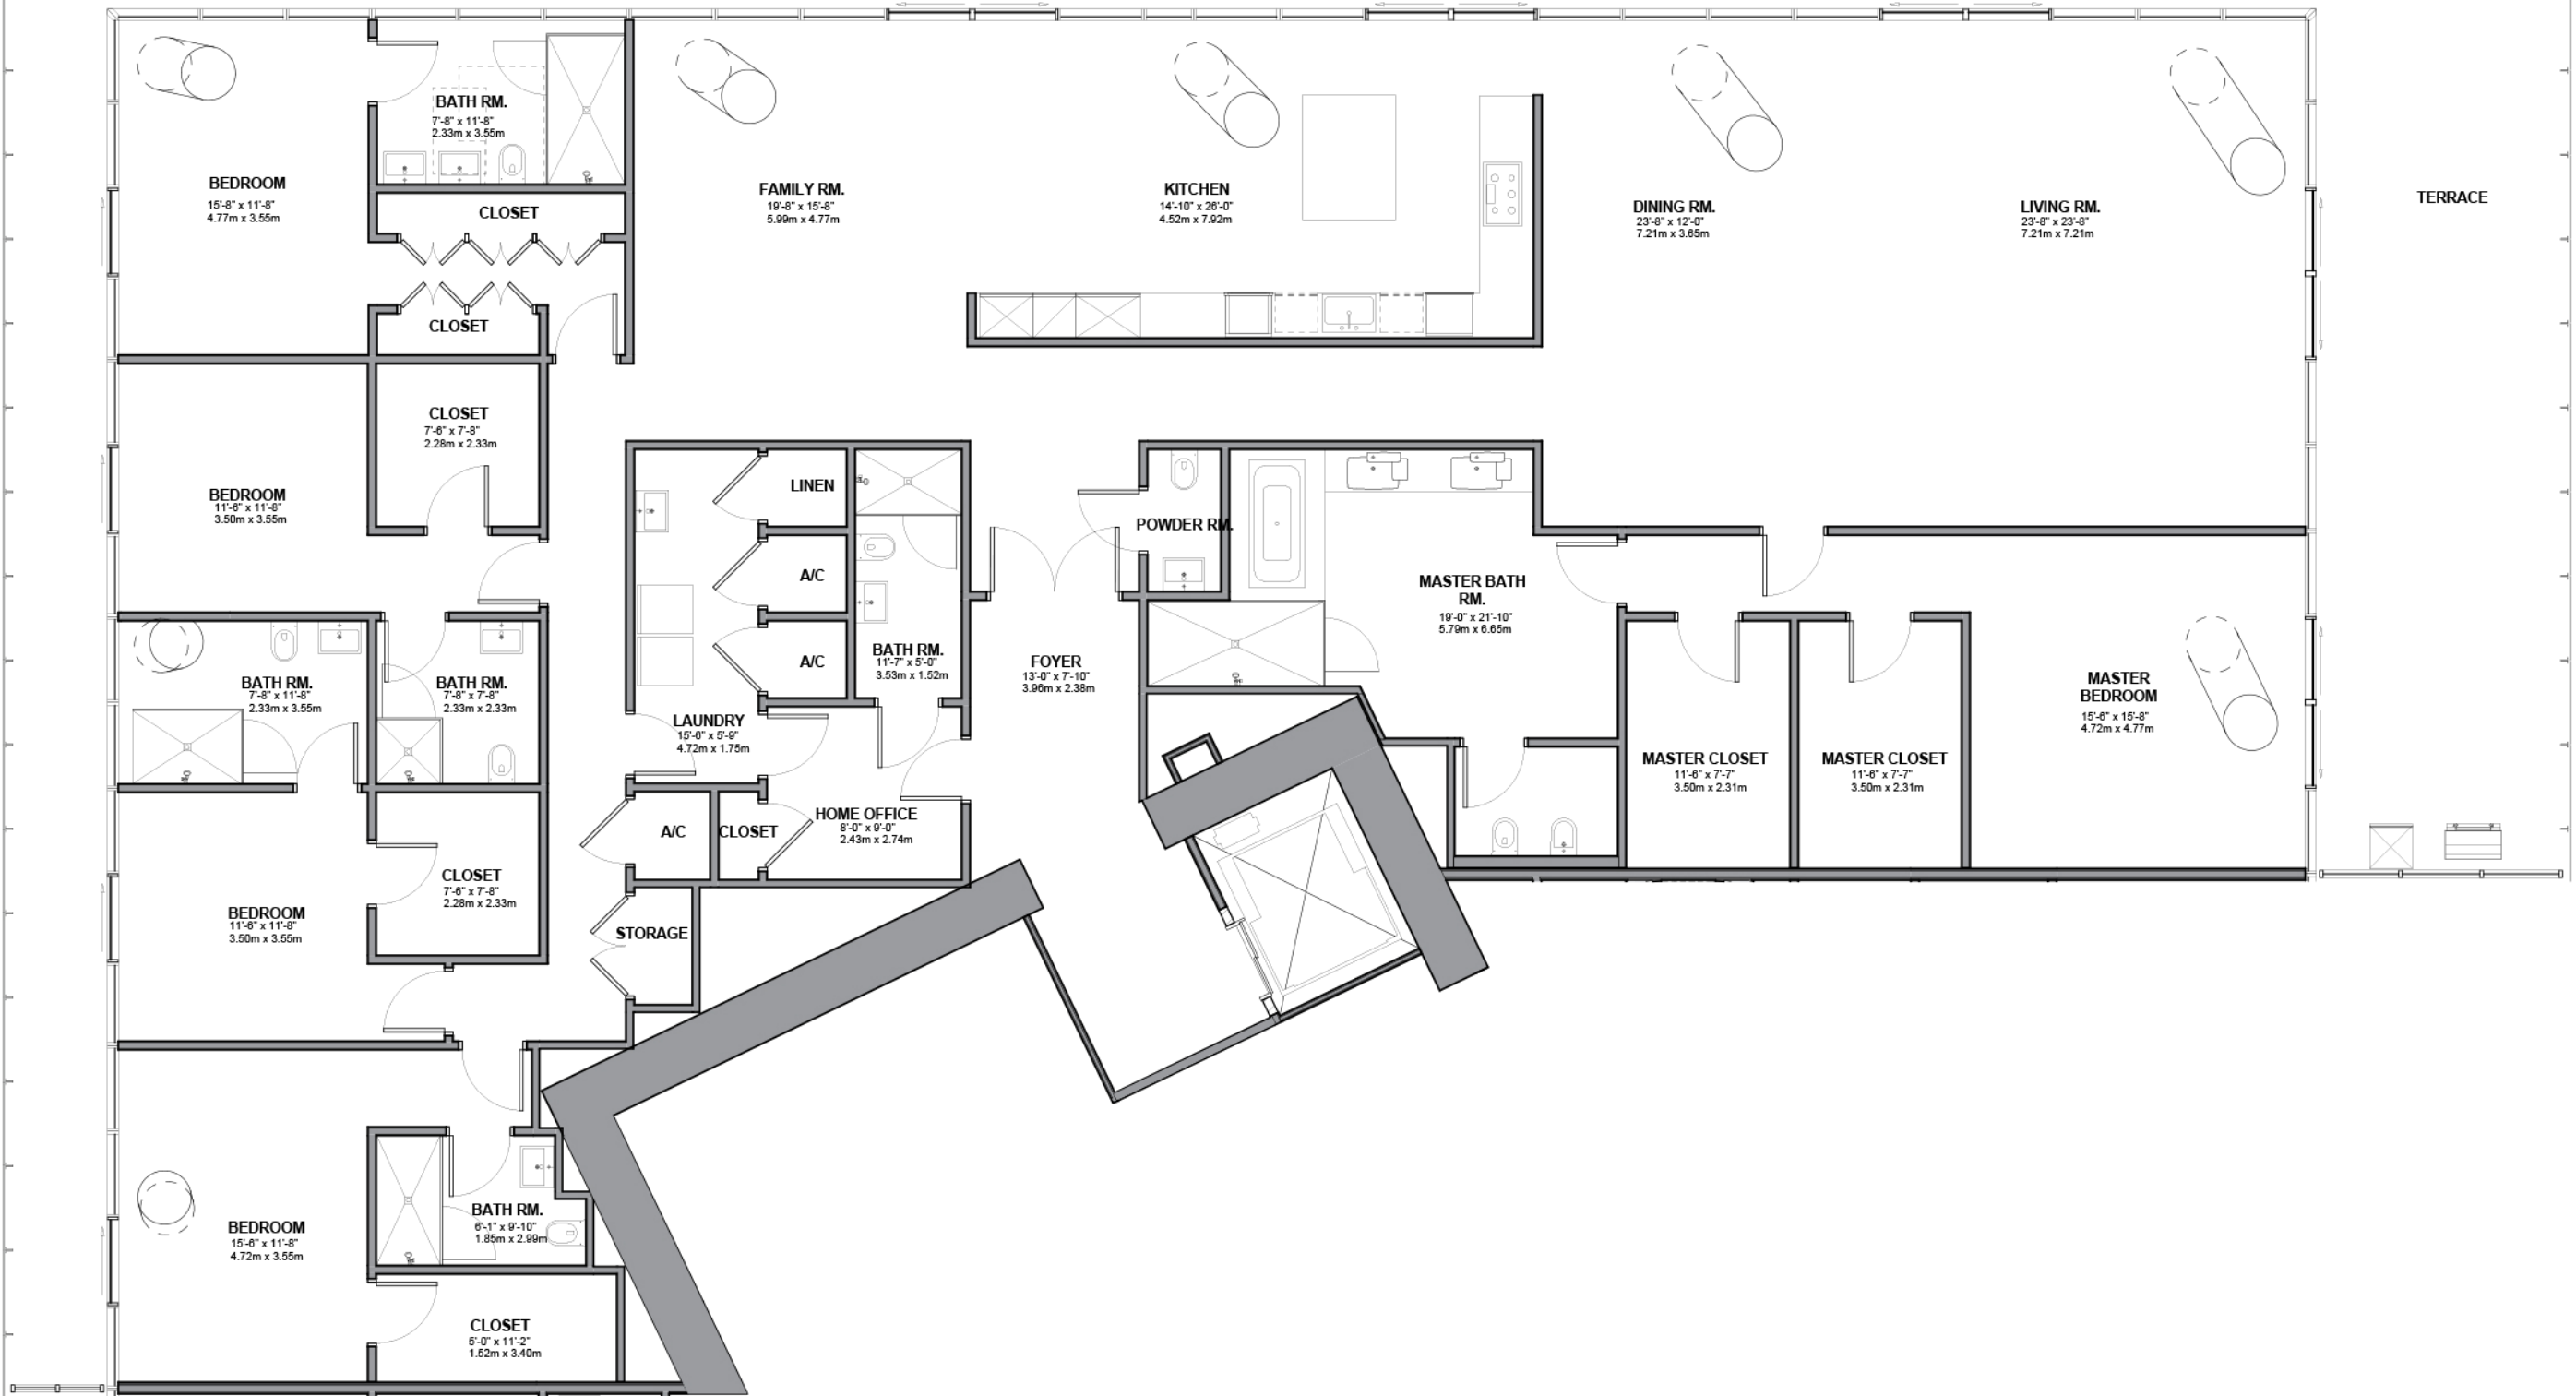 BATH RM.
7'-8" x 11'-8"
2.33m x 3.55m
BEDROOM
15'-8" x 11'-8"
4.77m x 3.55m
CLOSET
CLOSET
FAMILY RM.
19'-8" x 15'-8"
5.99m x 4.77m
KITCHEN
14'-10" x 26'-0"
4.52m x 7.92m
DINING RM.
23'-8" x 12'-0"
7.21m x 3.65m
LIVING RM.
23'-8" x 23'-8"
7.21m x 7.21m
TERRACE
CLOSET
7'-6" x 7'-8"
2.28m x 2.33m
BEDROOM
11'-6" x 11'-8"
3.50m x 3.55m
LINEN
A/C
A/C
POWDER RM.
MASTER BATH
RM.
19'-0" x 21'-10"
5.79m x 6.65m
BATH RM.
7'-8" x 11'-8"
2.33m x 3.55m
BATH RM.
7'-8" x 7'-8"
2.33m x 2.33m
BATH RM.
11'-7" x 5'-0"
3.53m x 1.52m
FOYER
13'-0" x 7'-10"
3.96m x 2.38m
LAUNDRY
15'-6" x 5'-9"
4.72m x 1.75m
MASTER CLOSET
11'-6" x 7'-7"
3.50m x 2.31m
MASTER CLOSET
11'-6" x 7'-7"
3.50m x 2.31m
MASTER
BEDROOM
15'-6" x 15'-8"
4.72m x 4.77m
A/C
CLOSET
HOME OFFICE
8'-0" x 9'-0"
2.43m x 2.74m
CLOSET
7'-6" x 7'-8"
2.28m x 2.33m
BEDROOM
11'-6" x 11'-8"
3.50m x 3.55m
STORAGE
BATH RM.
6'-1" x 9'-10"
1.85m x 2.99m
BEDROOM
15'-6" x 11'-8"
4.72m x 3.55m
CLOSET
5'-0" x 11'-2"
1.52m x 3.40m